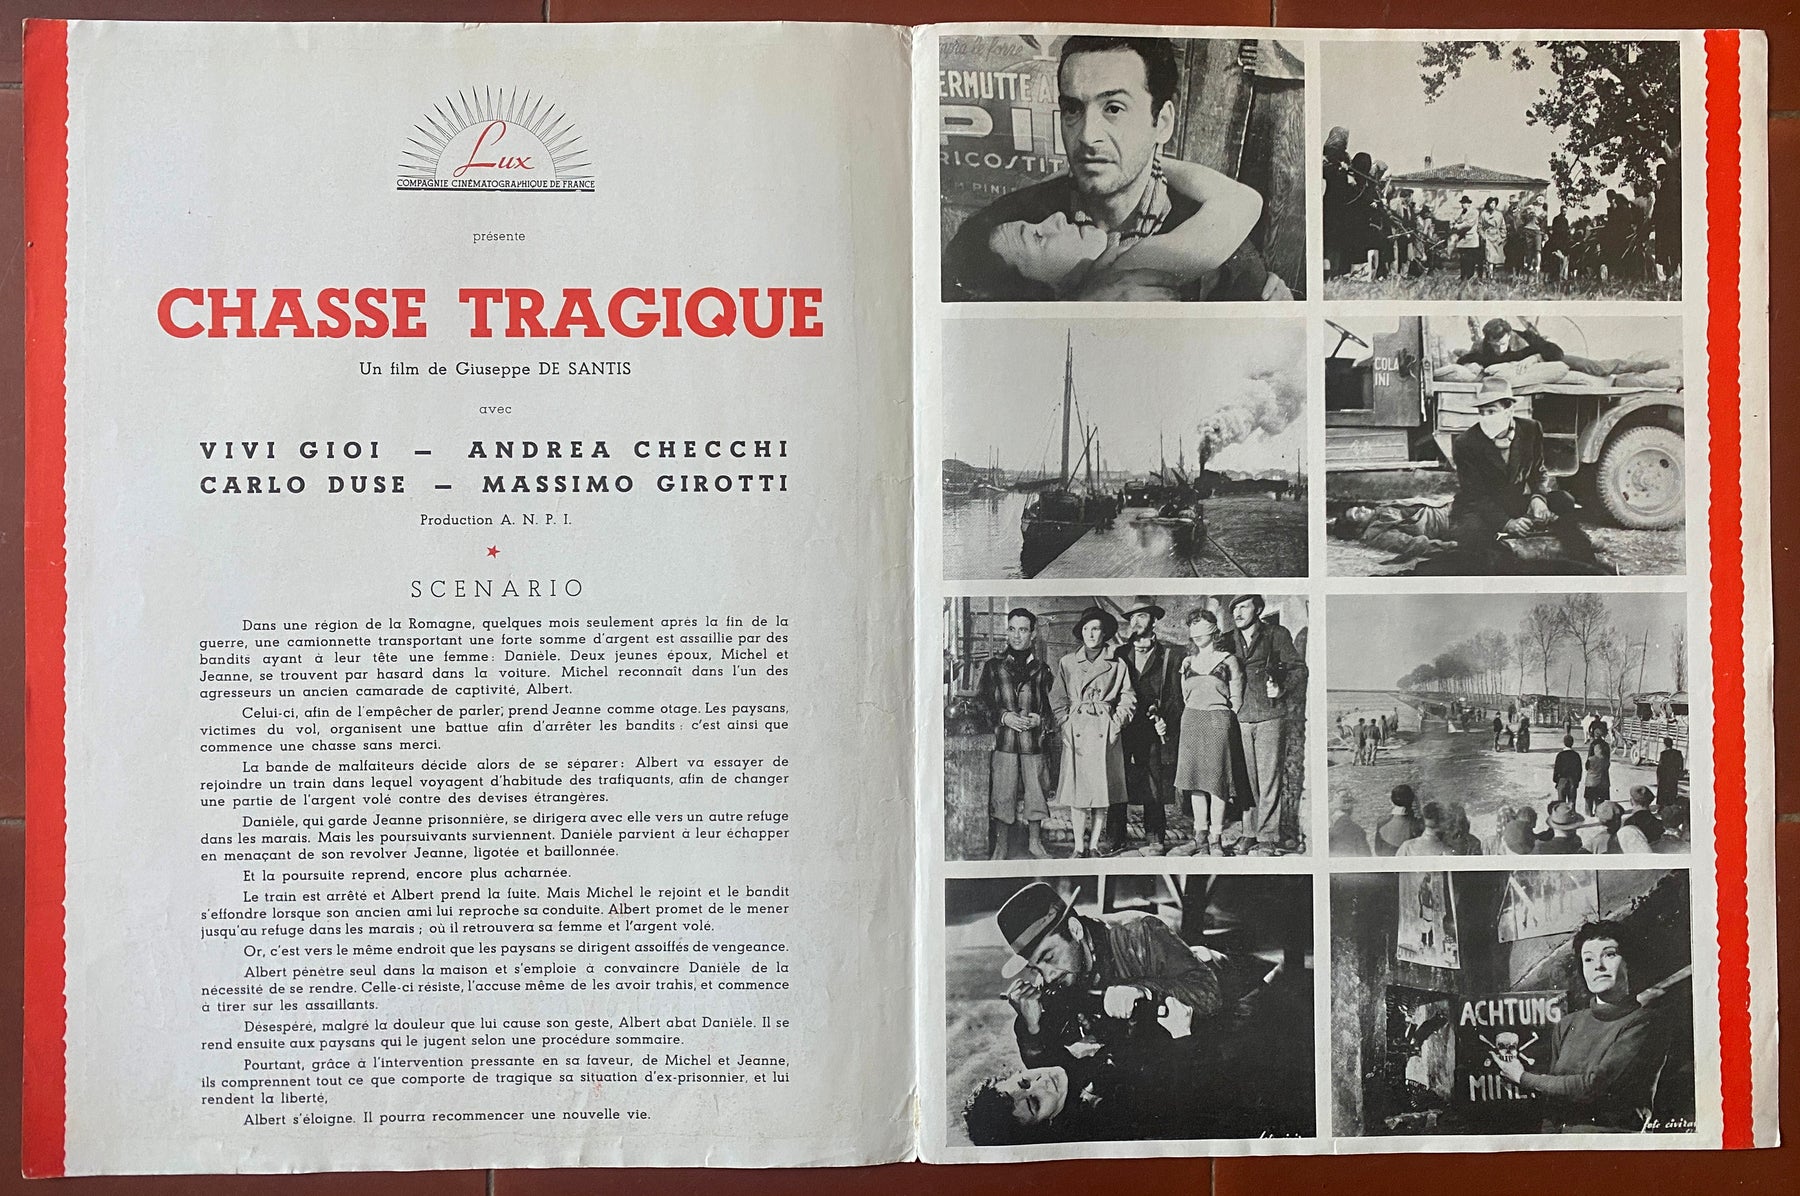 Lux
COMPAGNIE CINÉMATOGRAPHIQUE DE FRANCE
présente
CHASSE TRAGIQUE
Un film de Giuseppe DE SANTIS
avec
VIVI GIOI – ANDREA CHECCHI
CARLO DUSE – MASSIMO GIROTTI
Production A. N. P. I.
SCENARIO
Dans une région de la Romagne, quelques mois seulement après la fin de la
guerre, une camionnette transportant une forte somme d'argent est assaillie par des
bandits ayant à leur tête une femme : Danièle. Deux jeunes époux, Michel et
Jeanne, se trouvent par hasard dans la voiture. Michel reconnaît dans l'un des
agresseurs un ancien camarade de captivité, Albert.
Celui-ci, afin de l'empêcher de parler, prend Jeanne comme otage. Les paysans,
victimes du vol, organisent une battue afin d'arrêter les bandits : c'est ainsi que
commence une chasse sans merci.
La bande de malfaiteurs décide alors de se séparer : Albert va essayer de
rejoindre un train dans lequel voyagent d'habitude des trafiquants, afin de changer
une partie de l'argent volé contre des devises étrangères.
Danièle, qui garde Jeanne prisonnière, se dirigera avec elle vers un autre refuge
dans les marais. Mais les poursuivants surviennent. Danièle parvient à leur échapper
en menaçant de son revolver Jeanne, ligotée et baillonnée.
Et la poursuite reprend, encore plus acharnée.
Le train est arrêté et Albert prend la fuite. Mais Michel le rejoint et le bandit
s'effondre lorsque son ancien ami lui reproche sa conduite. Albert promet de le mener
jusqu'au refuge dans les marais ; où il retrouvera sa femme et l'argent volé.
Or, c'est vers le même endroit que les paysans se dirigent assoiffés de vengeance.
Albert pénètre seul dans la maison et s'emploie à convaincre Danièle de la
nécessité de se rendre. Celle-ci résiste, l'accuse même de les avoir trahis, et commence
à tirer sur les assaillants.
Désespéré, malgré la douleur que lui cause son geste, Albert abat Danièle. Il se
rend ensuite aux paysans qui le jugent selon une procédure sommaire.
Pourtant, grâce à l'intervention pressante en sa faveur, de Michel et Jeanne,
ils comprennent tout ce que comporte de tragique sa situation d'ex-prisonnier, et lui
rendent la liberté,
Albert s'éloigne. Il pourra recommencer une nouvelle vie.
le forze
ERMUTTE A
PI
RICOSTIT
PINI
COLA
INI
ACHTUNG
MINE